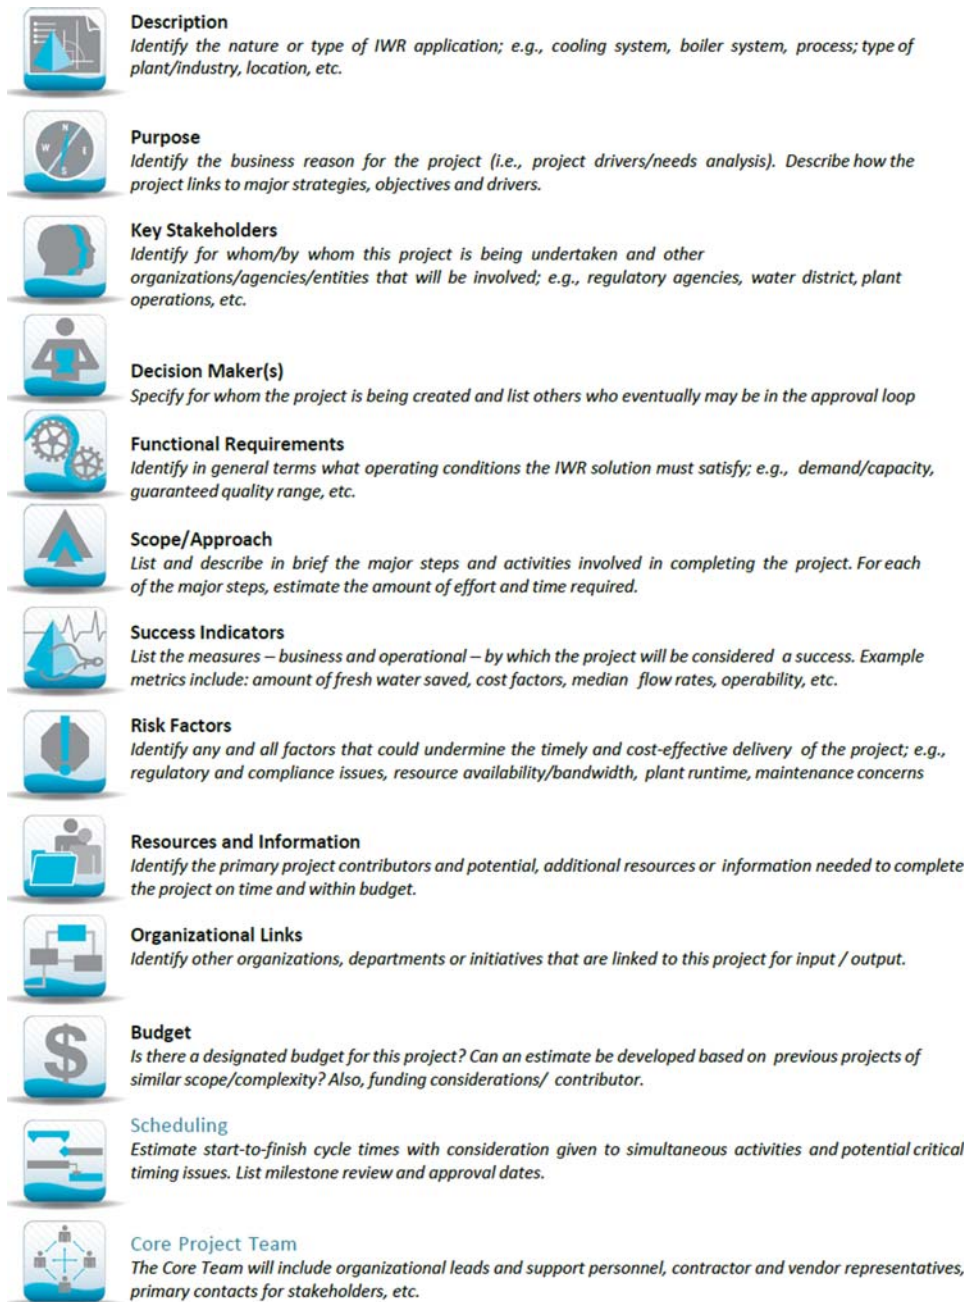 Description
Identify the nature or type of IWR application; e.g., cooling system, boiler system, process; type of
plant/industry, location, etc.
N
W E
S
Purpose
Identify the business reason for the project (i.e., project drivers/needs analysis). Describe how the
project links to major strategies, objectives and drivers.
Key Stakeholders
Identify for whom/by whom this project is being undertaken and other
organizations/agencies/entities that will be involved; e.g., regulatory agencies, water district, plant
operations, etc.
Decision Maker(s)
Specify for whom the project is being created and list others who eventually may be in the approval loop
Functional Requirements
Identify in general terms what operating conditions the IWR solution must satisfy; e.g., demand/capacity,
guaranteed quality range, etc.
Scope/Approach
List and describe in brief the major steps and activities involved in completing the project. For each
of the major steps, estimate the amount of effort and time required.
Success Indicators
List the measures – business and operational – by which the project will be considered a success. Example
metrics include: amount of fresh water saved, cost factors, median flow rates, operability, etc.
Risk Factors
Identify any and all factors that could undermine the timely and cost-effective delivery of the project; e.g.,
regulatory and compliance issues, resource availability/bandwidth, plant runtime, maintenance concerns
Resources and Information
Identify the primary project contributors and potential, additional resources or information needed to complete
the project on time and within budget.
Organizational Links
Identify other organizations, departments or initiatives that are linked to this project for input / output.
$
Budget
Is there a designated budget for this project? Can an estimate be developed based on previous projects of
similar scope/complexity? Also, funding considerations/ contributor.
Scheduling
Estimate start-to-finish cycle times with consideration given to simultaneous activities and potential critical
timing issues. List milestone review and approval dates.
Core Project Team
The Core Team will include organizational leads and support personnel, contractor and vendor representatives,
primary contacts for stakeholders, etc.